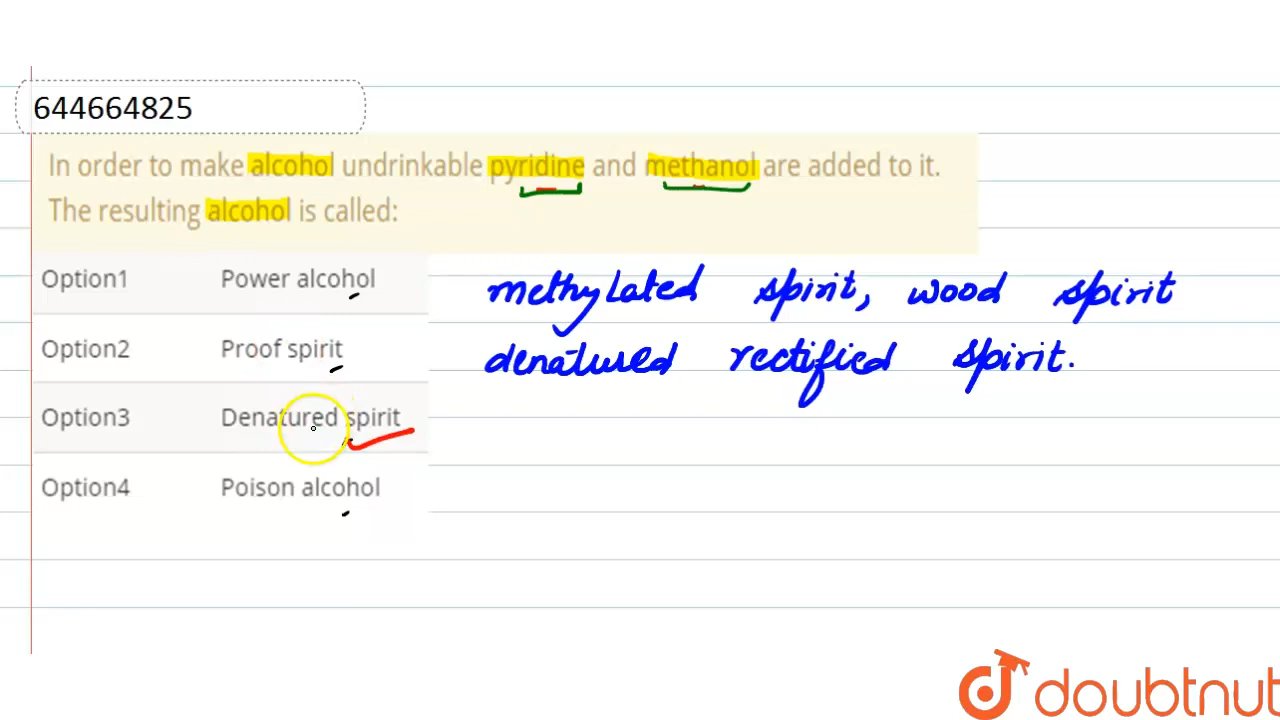 644664825
In order to make alcohol undrinkable pyridine and methanol are added to it.
The resulting alcohol is called:
Option1 Power alcohol
Option2 Proof spirit
Option3 Denatured spirit
Option4 Poison alcohol
methylated spirit, wood spirit
denatured rectified spirit.
doubtnut